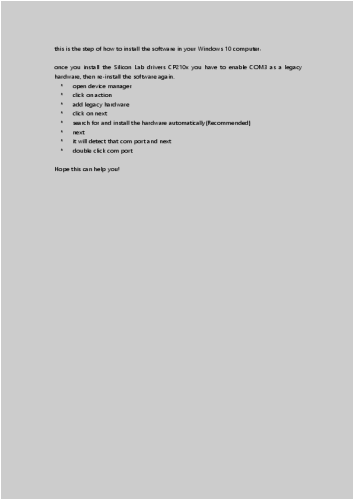 this is the step of how to install the software in your Windows 10 computer.
once you install the Silicon Lab drivers CP210x you have to enable COM3 as a legacy
hardware, then re-install the software again.
* open device manager
* click on action
* add legacy hardware
* click on next
* search for and install the hardware automatically(Recommended)
* next
* it will detect that com port and next
* double click com port
Hope this can help you!